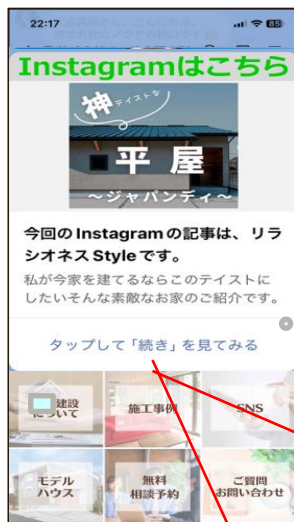 22:17
65
Instagramはこちら
神テイストな
平屋
～ジャパンディ～
今回のInstagramの記事は、リラ
シオネスStyleです。
私が今家を建てるならこのテイストに
したいそんな素敵なお家のご紹介です。
タップして「続き」を見てみる
建設
について
施工事例
SNS
モデル
ハウス
無料
相談予約
ご質問
お問い合わせ